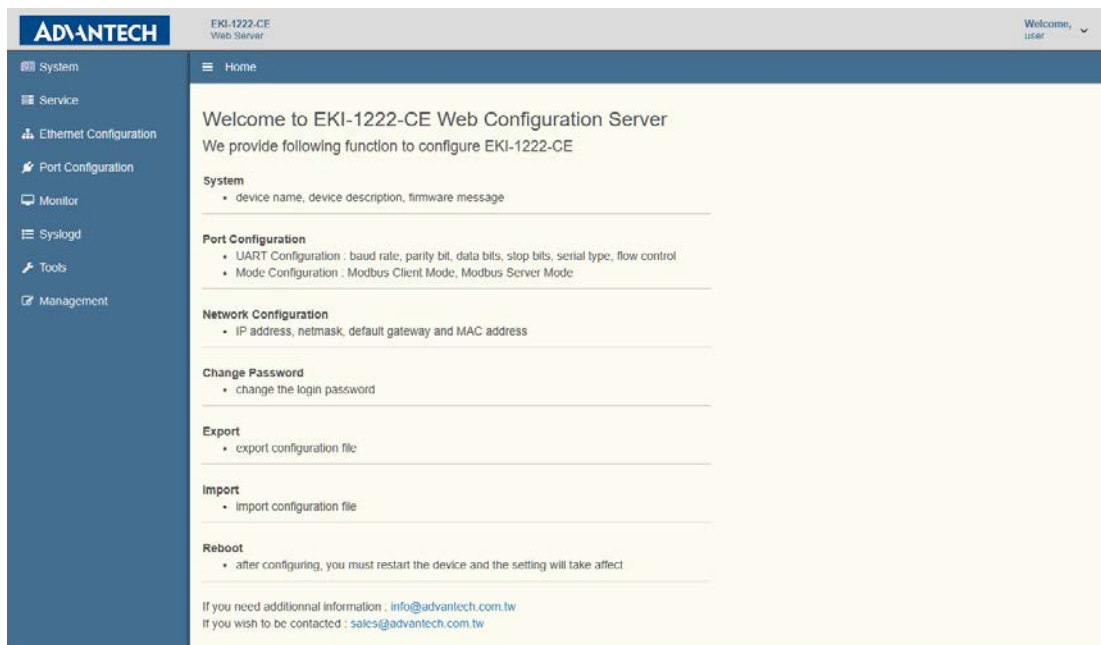 ADVANTECH
EKI-1222-CE
Web Server
Welcome,
user
System
Service
Ethernet Configuration
Port Configuration
Monitor
Syslogd
Tools
Management
Home
Welcome to EKI-1222-CE Web Configuration Server
We provide following function to configure EKI-1222-CE
System
• device name, device description, firmware message
Port Configuration
• UART Configuration : baud rate, parity bit, data bits, stop bits, serial type, flow control
• Mode Configuration : Modbus Client Mode, Modbus Server Mode
Network Configuration
• IP address, netmask, default gateway and MAC address
Change Password
• change the login password
Export
• export configuration file
Import
• import configuration file
Reboot
• after configuring, you must restart the device and the setting will take affect
If you need additionnal information : info@advantech.com.tw
If you wish to be contacted : sales@advantech.com.tw